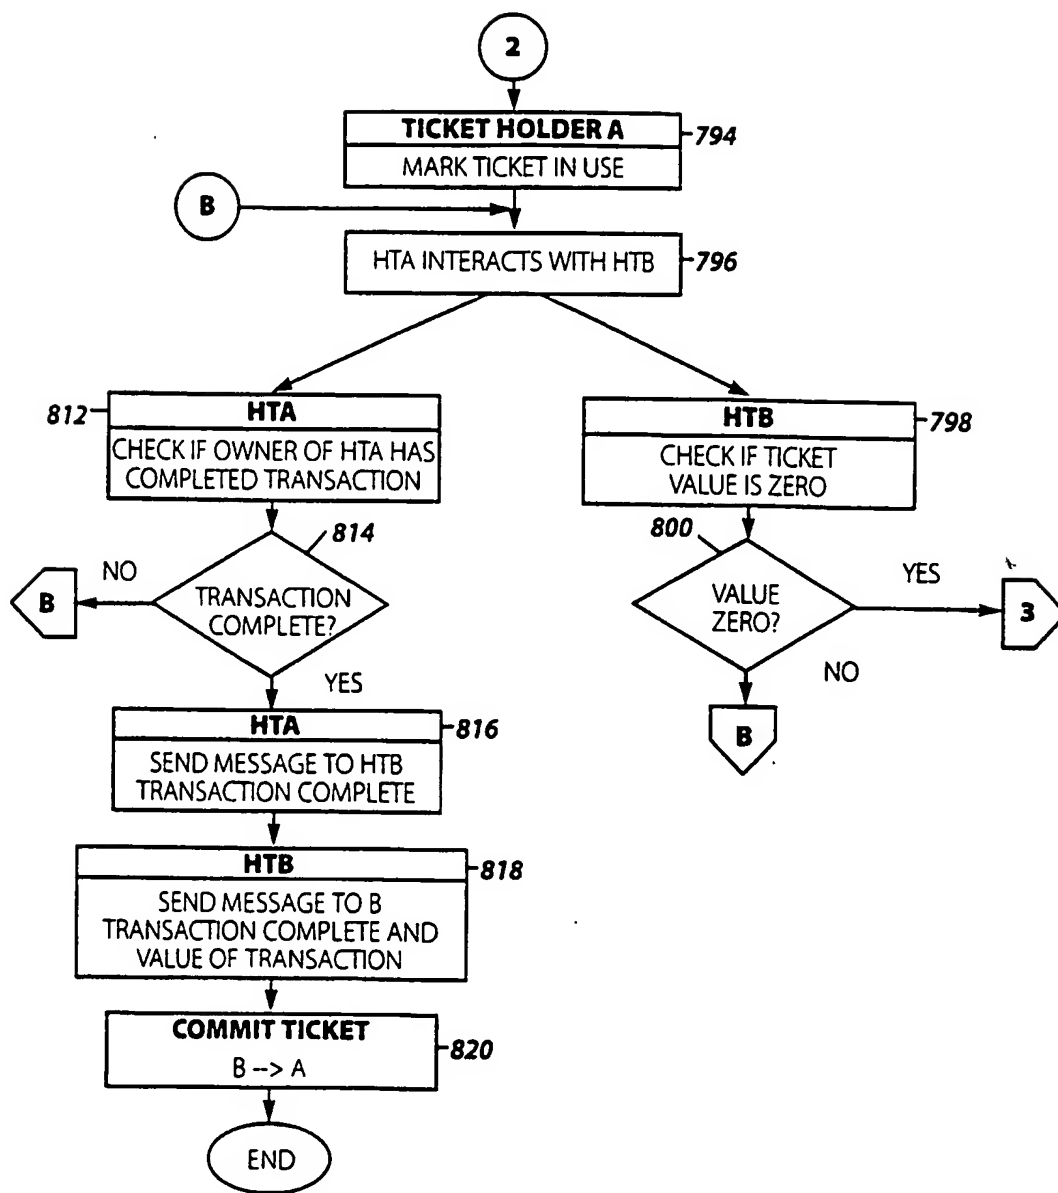 2
TICKET HOLDER A
794
MARK TICKET IN USE
B
HTA INTERACTS WITH HTB
796
812
HTA
CHECK IF OWNER OF HTA HAS
COMPLETED TRANSACTION
HTB
798
CHECK IF TICKET
VALUE IS ZERO
814
NO
B
TRANSACTION
COMPLETE?
YES
800
VALUE
ZERO?
YES
3
NO
B
HTA
816
SEND MESSAGE TO HTB
TRANSACTION COMPLETE
HTB
818
SEND MESSAGE TO B
TRANSACTION COMPLETE AND
VALUE OF TRANSACTION
COMMIT TICKET
820
B --> A
END